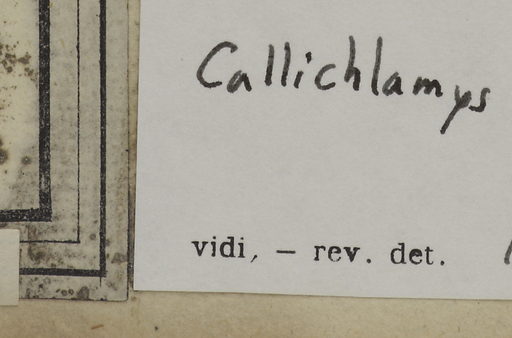 Callichlamys
vidi, – rev. det.